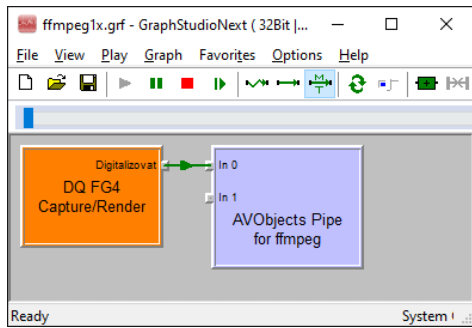 ffmpeg1x.grf - GraphStudioNext ( 32Bit |...
File View Play Graph Favorites Options Help
Digitalizovat
DQ FG4
Capture/Render
In 0
In 1
AVObjects Pipe
for ffmpeg
Ready
System